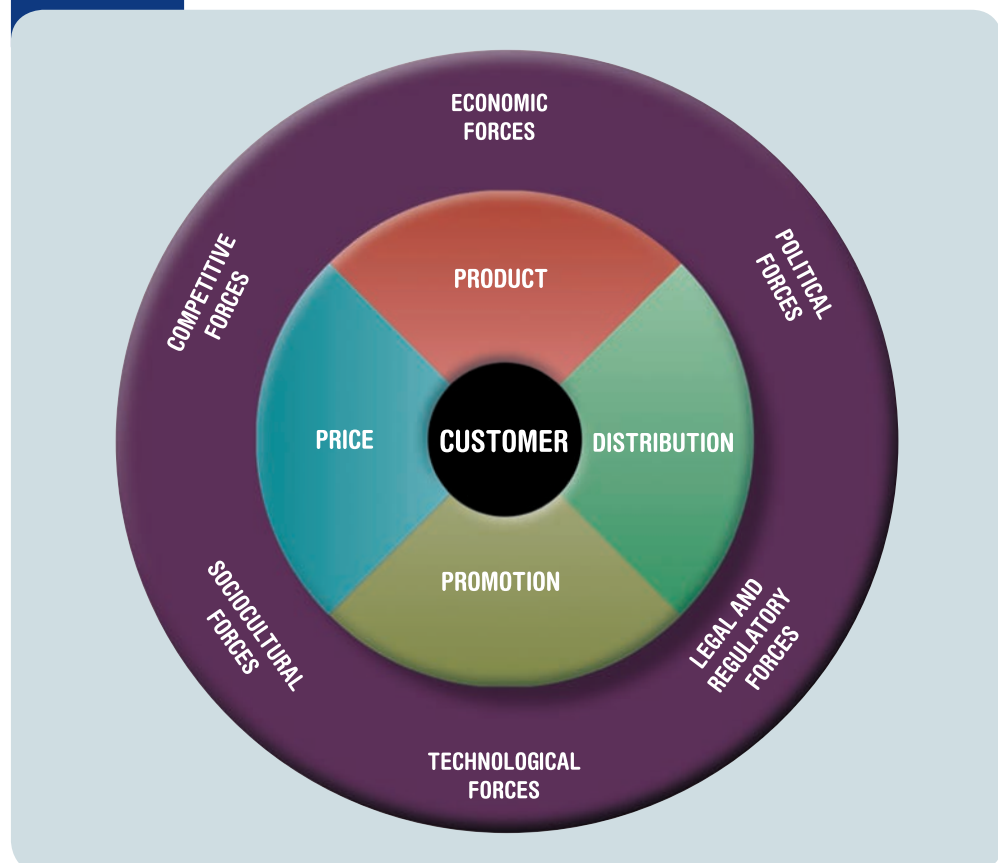 ECONOMIC
FORCES
POLITICAL
FORCES
COMPETITIVE
FORCES
PRODUCT
PRICE
CUSTOMER
DISTRIBUTION
PROMOTION
SOCIOCULTURAL
FORCES
LEGAL AND
REGULATORY
FORCES
TECHNOLOGICAL
FORCES